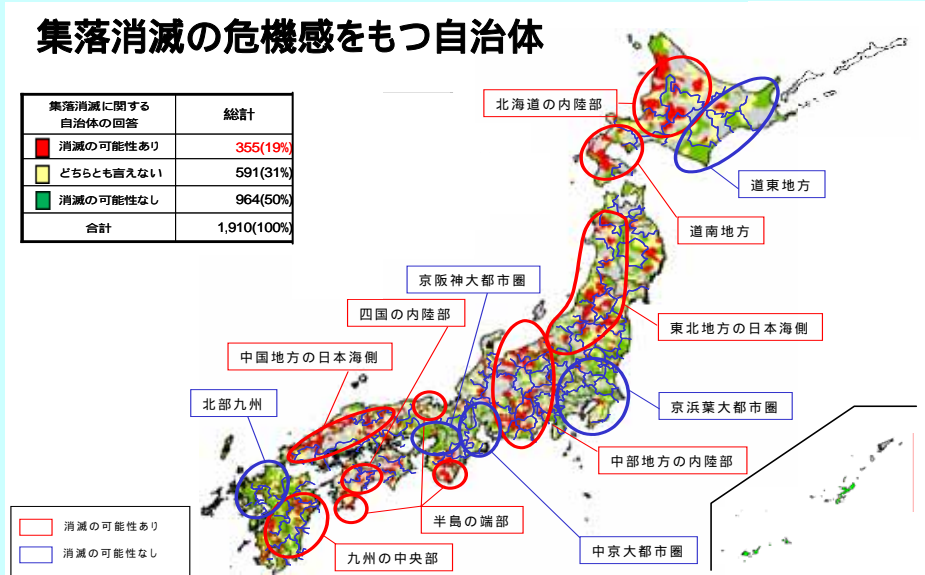 集落消滅の危機感をもつ自治体
集落消滅に関する
自治体の回答
総計
消滅の可能性あり
355(19%)
どちらとも言えない
591(31%)
消滅の可能性なし
964(50%)
合計
1,910(100%)
北海道の内陸部
道東地方
道南地方
京阪神大都市圏
四国の内陸部
東北地方の日本海側
中国地方の日本海側
北部九州
京浜葉大都市圏
中部地方の内陸部
半島の端部
中京大都市圏
九州の中央部
消滅の可能性あり
消滅の可能性なし